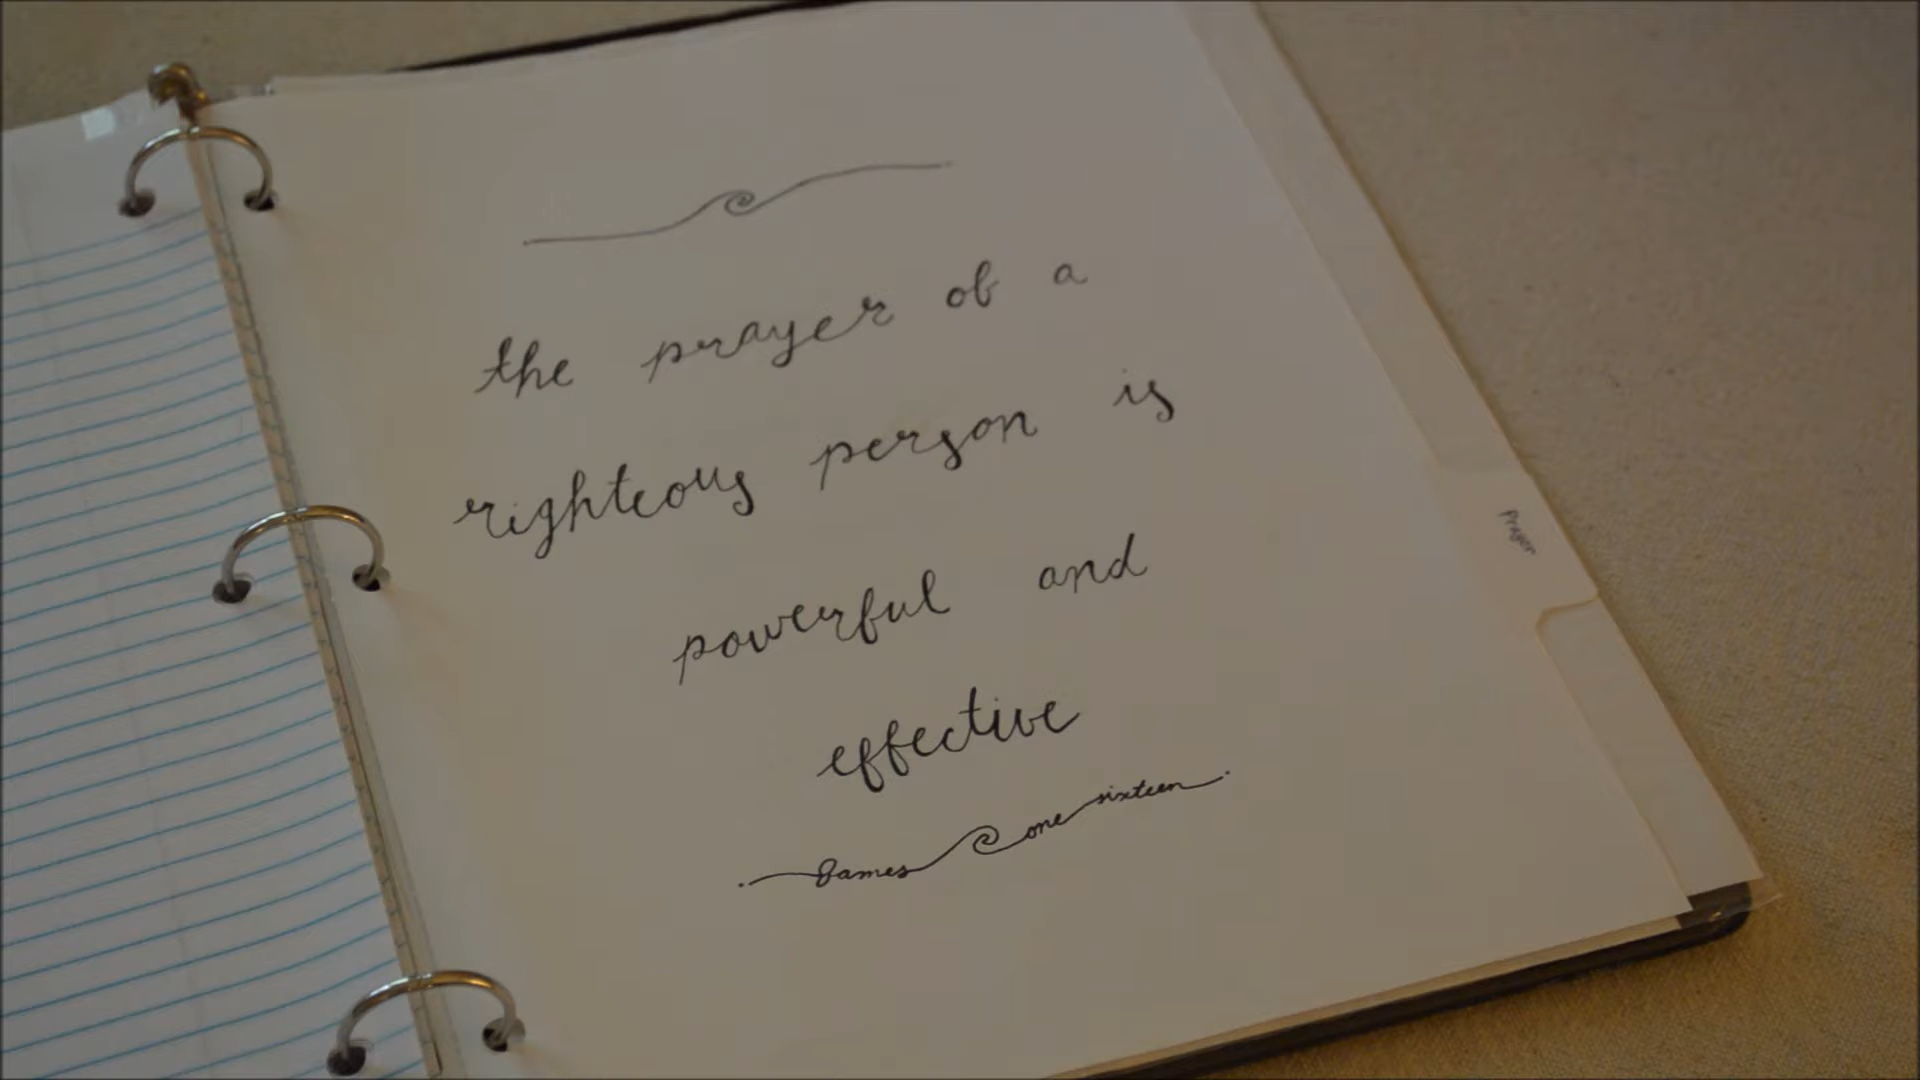 the prayer of a
righteous person is
powerful and
effective
James one sixteen
Prayer